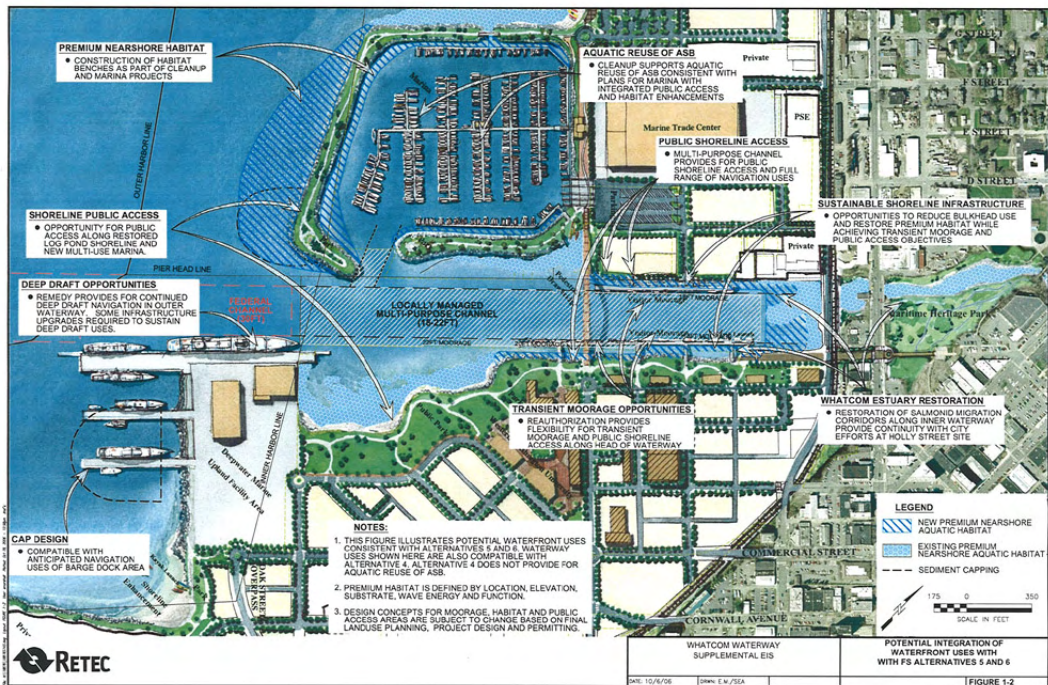 PREMIUM NEARSHORE HABITAT
• CONSTRUCTION OF HABITAT
BENCHES AS PART OF CLEANUP
AND MARINA PROJECTS
AQUATIC REUSE OF ASB
• CLEANUP SUPPORTS AQUATIC
REUSE OF ASB CONSISTENT WITH
PLANS FOR MARINA WITH
INTEGRATED PUBLIC ACCESS
AND HABITAT ENHANCEMENTS
Private
G STREET
F STREET
PSE
E STREET
Marine Trade Center
D STREET
OUTER HARBOR LINE
PUBLIC SHORELINE ACCESS
• MULTI-PURPOSE CHANNEL
PROVIDES FOR PUBLIC
SHORELINE ACCESS AND FULL
RANGE OF NAVIGATION USES
SUSTAINABLE SHORELINE INFRASTRUCTURE
• OPPORTUNITIES TO REDUCE BULKHEAD USE
AND RESTORE PREMIUM HABITAT WHILE
ACHIEVING TRANSIENT MOORAGE AND
PUBLIC ACCESS OBJECTIVES
SHORELINE PUBLIC ACCESS
• OPPORTUNITY FOR PUBLIC
ACCESS ALONG RESTORED
LOG POND SHORELINE AND
NEW MULTI-USE MARINA.
Private
PIER HEAD LINE
DEEP DRAFT OPPORTUNITIES
• REMEDY PROVIDES FOR CONTINUED
DEEP DRAFT NAVIGATION IN OUTER
WATERWAY. SOME INFRASTRUCTURE
UPGRADES REQUIRED TO SUSTAIN
DEEP DRAFT USES.
FEDERAL
CHANNEL
LOCALLY MANAGED
MULTI-PURPOSE CHANNEL
(18-22FT)
Visitor Moorage
MOORAGE
Maritime Heritage Park
Visitor Moorage
MOORAGE
INNER HARBOR LINE
Deepwater Marine
Upland Facility Area
TRANSIENT MOORAGE OPPORTUNITIES
• REAUTHORIZATION PROVIDES
FLEXIBILITY FOR TRANSIENT
MOORAGE AND PUBLIC SHORELINE
ACCESS ALONG HEAD OF WATERWAY
WHATCOM ESTUARY RESTORATION
• RESTORATION OF SALMONID MIGRATION
CORRIDORS ALONG INNER WATERWAY
PROVIDE CONTINUITY WITH CITY
EFFORTS AT HOLLY STREET SITE
CAP DESIGN
• COMPATIBLE WITH
ANTICIPATED NAVIGATION
USES OF BARGE DOCK AREA
Shoreline
Enhancement
OAK STREET
OVERPASS
NOTES:
1. THIS FIGURE ILLUSTRATES POTENTIAL WATERFRONT USES
CONSISTENT WITH ALTERNATIVES 5 AND 6. WATERWAY
USES SHOWN HERE ARE ALSO COMPATIBLE WITH
ALTERNATIVE 4. ALTERNATIVE 4 DOES NOT PROVIDE FOR
AQUATIC REUSE OF ASB.
2. PREMIUM HABITAT IS DEFINED BY LOCATION, ELEVATION,
SUBSTRATE, WAVE ENERGY AND FUNCTION.
3. DESIGN CONCEPTS FOR MOORAGE, HABITAT AND PUBLIC
ACCESS AREAS ARE SUBJECT TO CHANGE BASED ON FINAL
LANDUSE PLANNING, PROJECT DESIGN AND PERMITTING.
COMMERCIAL STREET
CORNWALL AVENUE
LEGEND
NEW PREMIUM NEARSHORE
AQUATIC HABITAT
EXISTING PREMIUM
NEARSHORE AQUATIC HABITAT
SEDIMENT CAPPING
175 0 350
SCALE IN FEET
RETEC
WHATCOM WATERWAY
SUPPLEMENTAL EIS
POTENTIAL INTEGRATION OF
WATERFRONT USES WITH
WITH FS ALTERNATIVES 5 AND 6
DATE: 10/6/06
DRWN: E.M./SEA
FIGURE 1-2